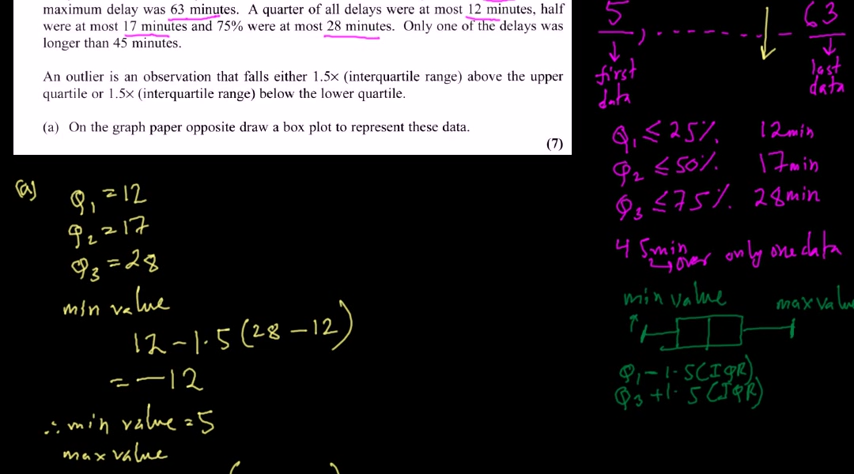 maximum delay was 63 minutes. A quarter of all delays were at most 12 minutes, half
were at most 17 minutes and 75% were at most 28 minutes. Only one of the delays was
longer than 45 minutes.
An outlier is an observation that falls either 1.5× (interquartile range) above the upper
quartile or 1.5× (interquartile range) below the lower quartile.
(a) On the graph paper opposite draw a box plot to represent these data.
(7)
(a) Q₁ = 12
Q₂ = 17
Q₃ = 28
min value
12 – 1.5 (28 – 12)
= –12
∴ min value = 5
max value
5, - - - - - - - - 63
first data
last data
Q₁ ≤ 25% 12min
Q₂ ≤ 50% 17min
Q₃ ≤ 75% 28min
45min over only one data
min value max value
Q₁ – 1.5(IQR)
Q₃ + 1.5(IQR)